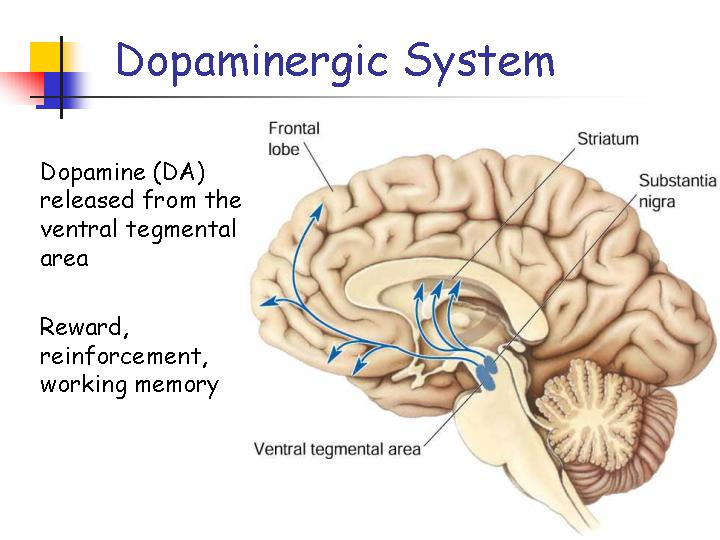 Dopaminergic System
Dopamine (DA)
released from the
ventral tegmental
area
Reward,
reinforcement,
working memory
Frontal
lobe
Striatum
Substantia
nigra
Ventral tegmental area